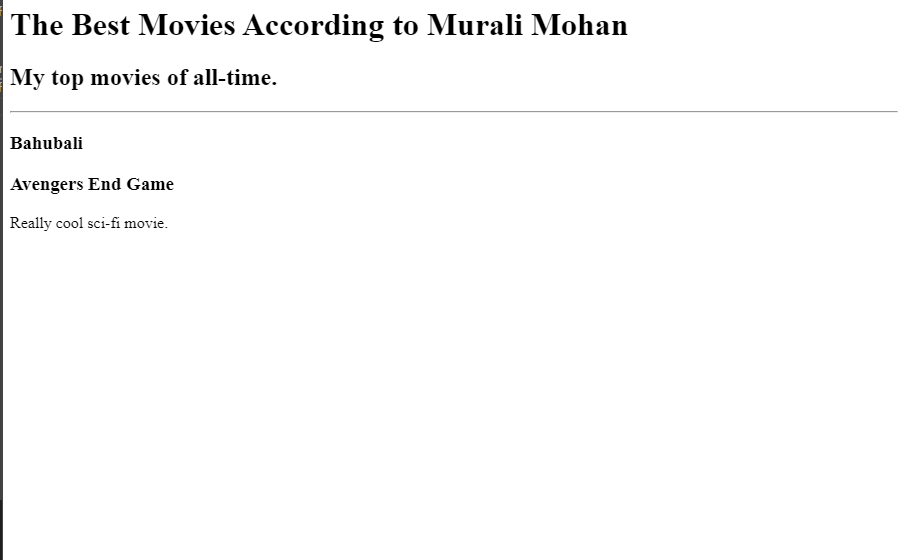 The Best Movies According to Murali Mohan
My top movies of all-time.
Bahubali
Avengers End Game
Really cool sci-fi movie.